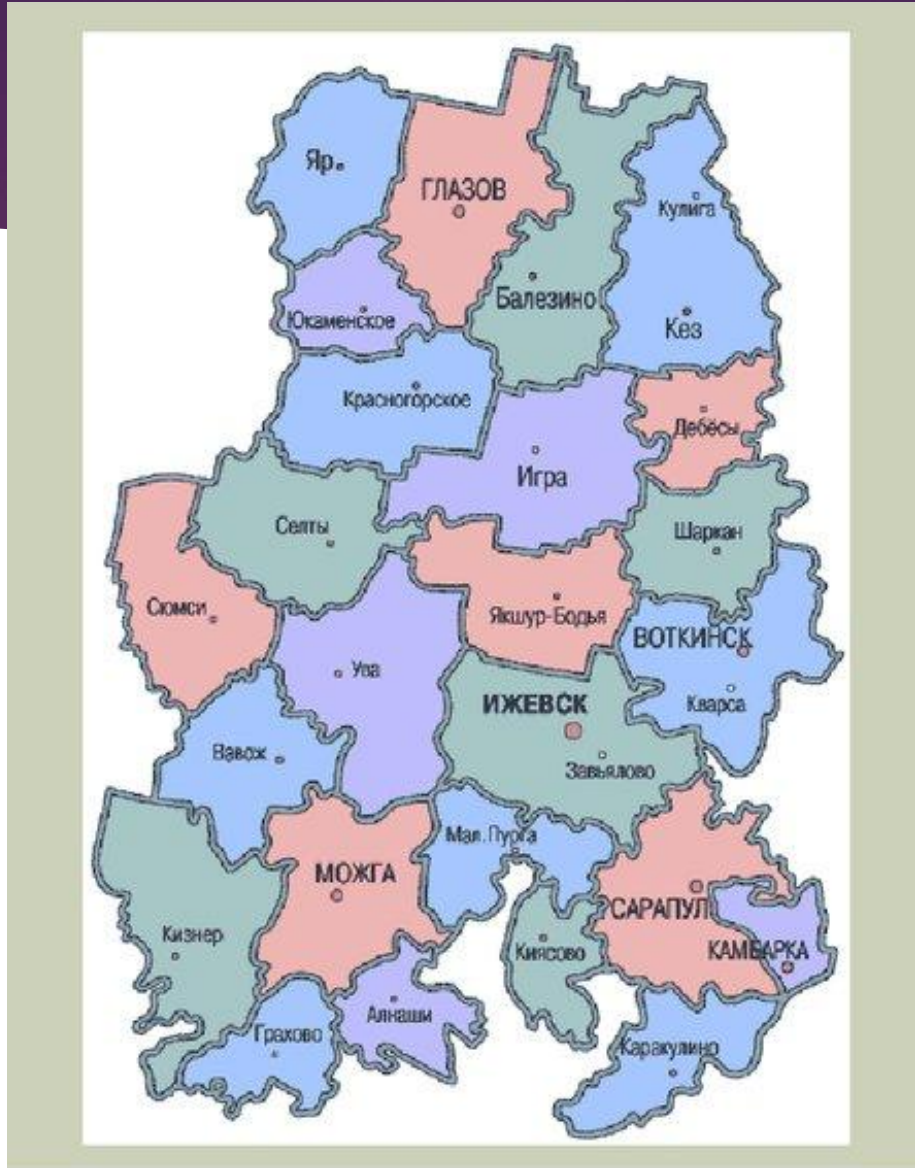 Яр
ГЛАЗОВ
Кулига
Балезино
Юкаменское
Кез
Красногорское
Дебёсы
Игра
Селты
Шаркан
Сюмси
Якшур-Бодья
ВОТКИНСК
Ува
Кварса
ИЖЕВСК
Вавож
Завьялово
Мал.Пурга
МОЖГА
САРАПУЛ
Кизнер
Киясово
КАМБАРКА
Алнаши
Грахово
Каракулино